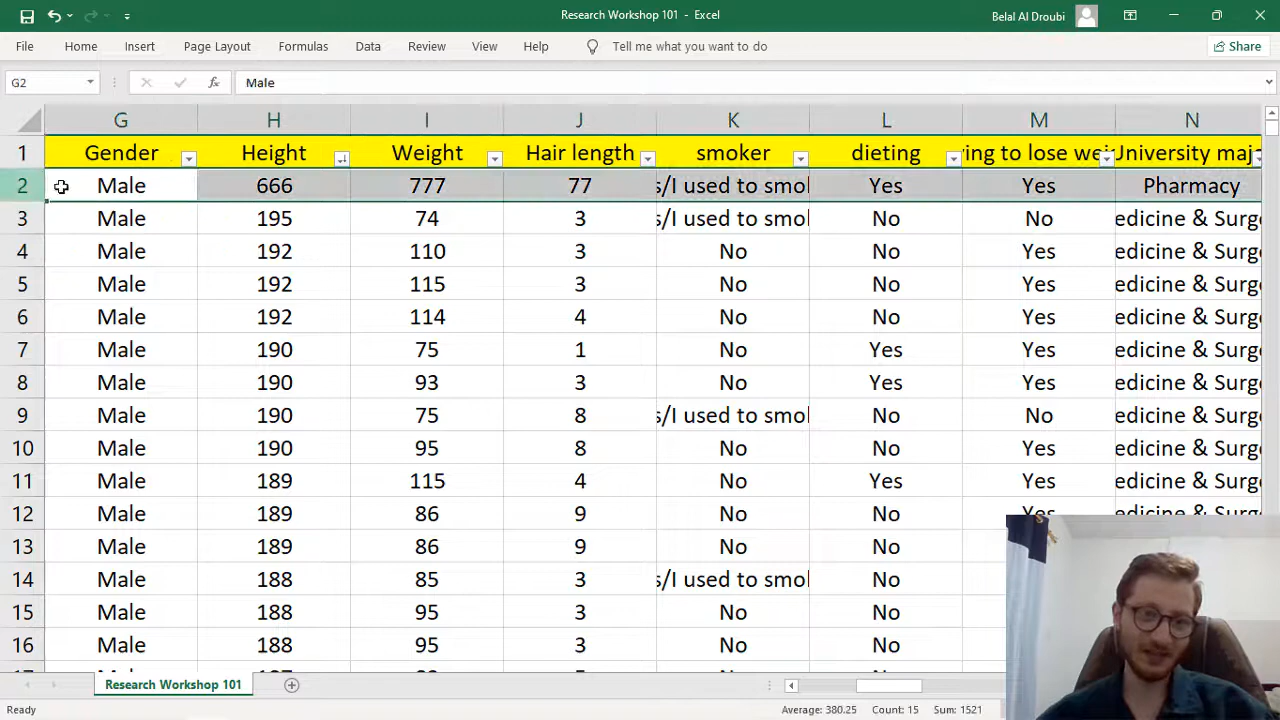 Research Workshop 101 - Excel
Belal Al Droubi
File Home Insert Page Layout Formulas Data Review View Help Tell me what you want to do Share
G2 fx Male
G H I J K L M N
1 Gender Height Weight Hair length smoker dieting ing to lose wei University maj
2 Male 666 777 77 s/I used to smol Yes Yes Pharmacy
3 Male 195 74 3 s/I used to smol No No edicine & Surg
4 Male 192 110 3 No No Yes edicine & Surg
5 Male 192 115 3 No No Yes edicine & Surg
6 Male 192 114 4 No No Yes edicine & Surg
7 Male 190 75 1 No Yes Yes edicine & Surg
8 Male 190 93 3 No Yes Yes edicine & Surg
9 Male 190 75 8 s/I used to smol No No edicine & Surg
10 Male 190 95 8 No No Yes edicine & Surg
11 Male 189 115 4 No Yes Yes edicine & Surg
12 Male 189 86 9 No No Yes
13 Male 189 86 9 No No
14 Male 188 85 3 s/I used to smol No
15 Male 188 95 3 No No
16 Male 188 95 3 No No
Research Workshop 101
Ready Average: 380.25 Count: 15 Sum: 1521